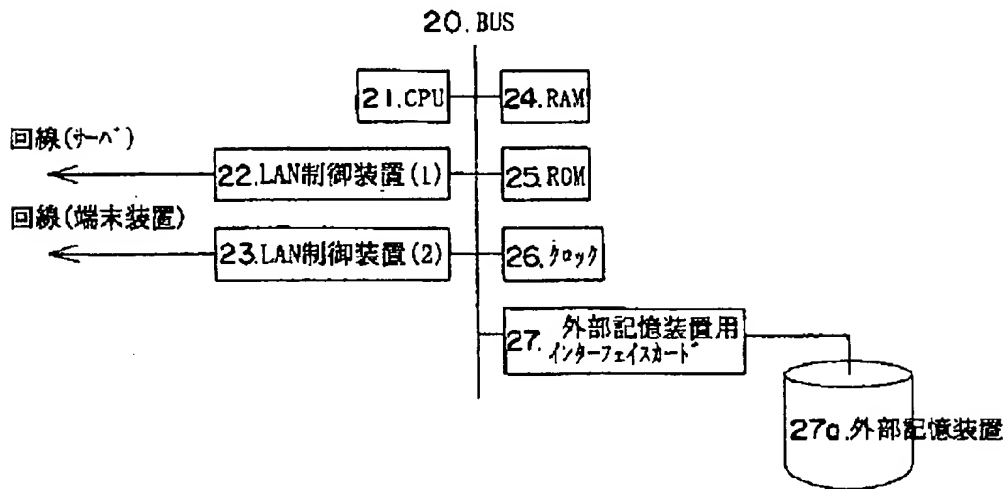 20.BUS
21.CPU
24.RAM
回線(ｻｰﾊﾞ)
22.LAN制御装置(1)
25.ROM
回線(端末装置)
23.LAN制御装置(2)
26.ｸﾛｯｸ
27. 外部記憶装置用
インターフェイスカード
27a.外部記憶装置